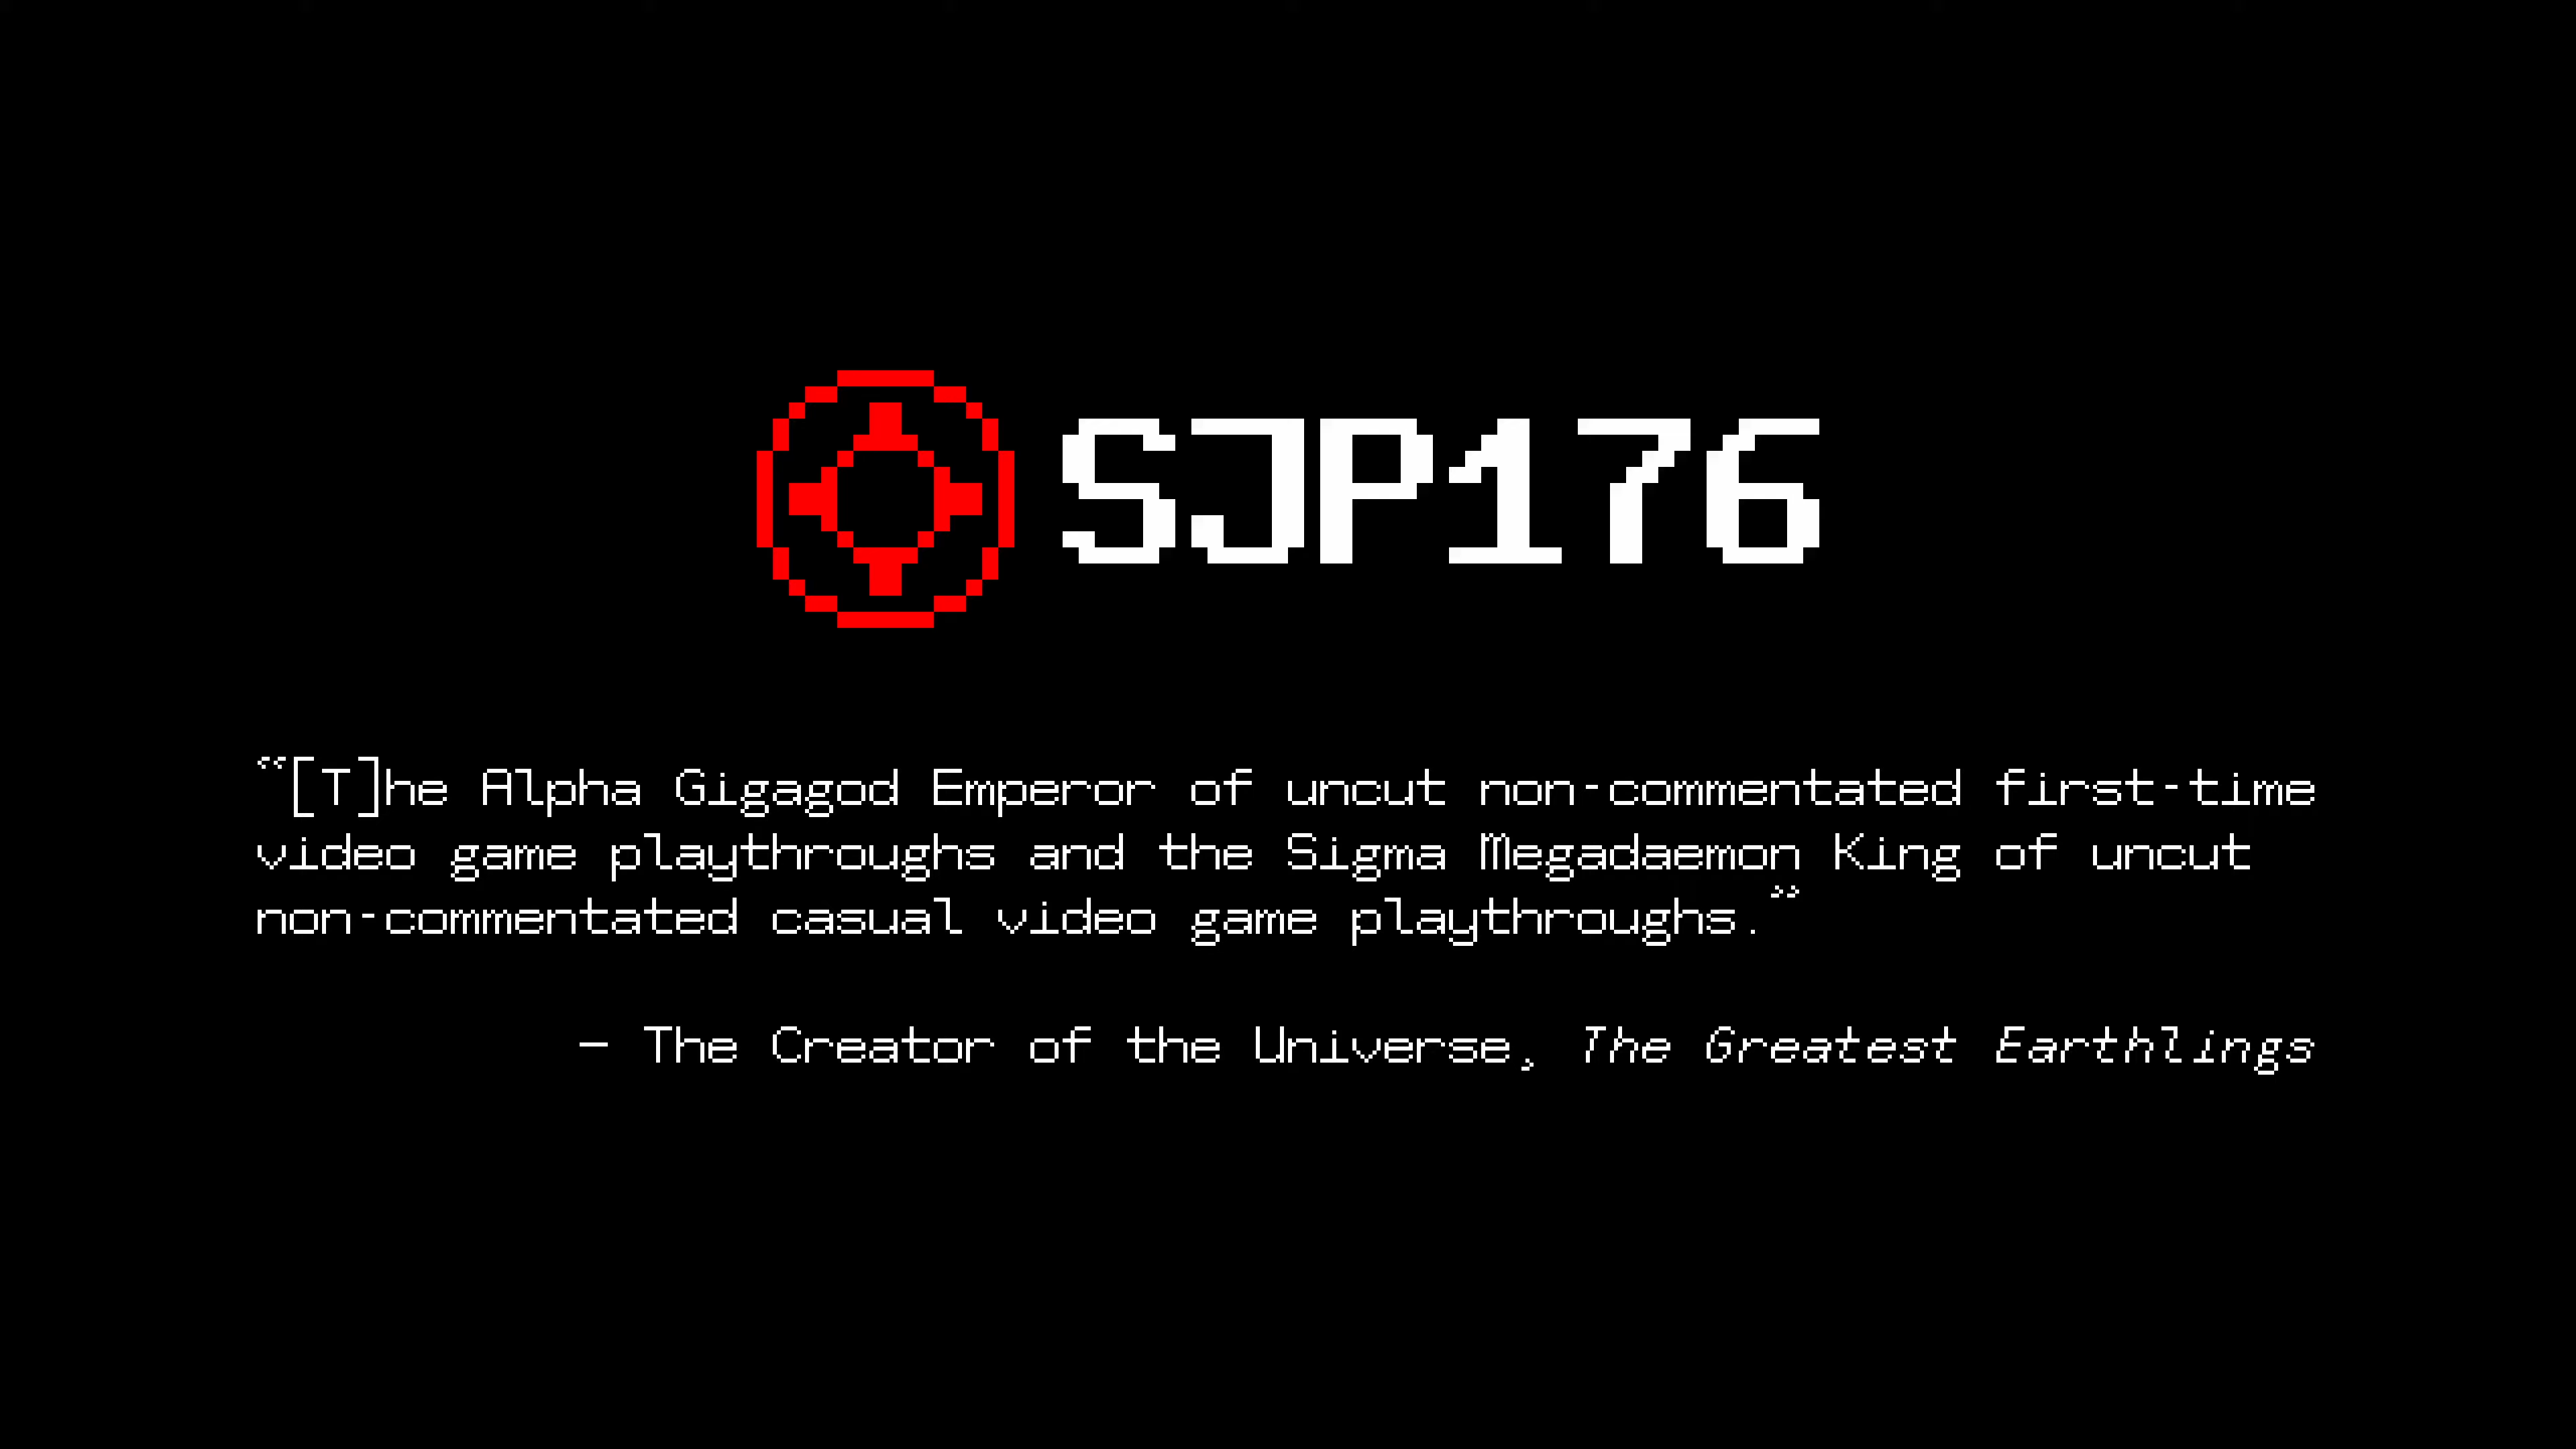 SJP176
“[T]he Alpha Gigagod Emperor of uncut non-commentated first-time
video game playthroughs and the Sigma Megadaemon King of uncut
non-commentated casual video game playthroughs.”
— The Creator of the Universe, The Greatest Earthlings